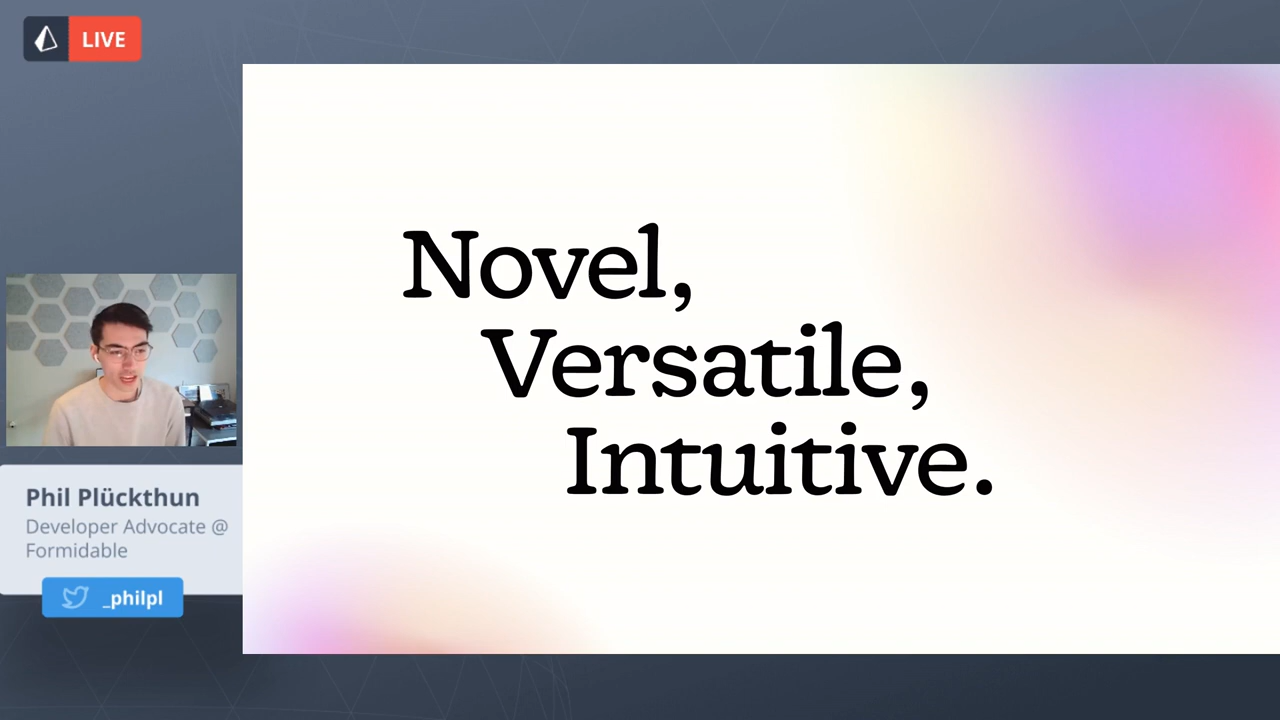 LIVE
Novel,
Versatile,
Intuitive.
Phil Plückthun
Developer Advocate @
Formidable
_philpl